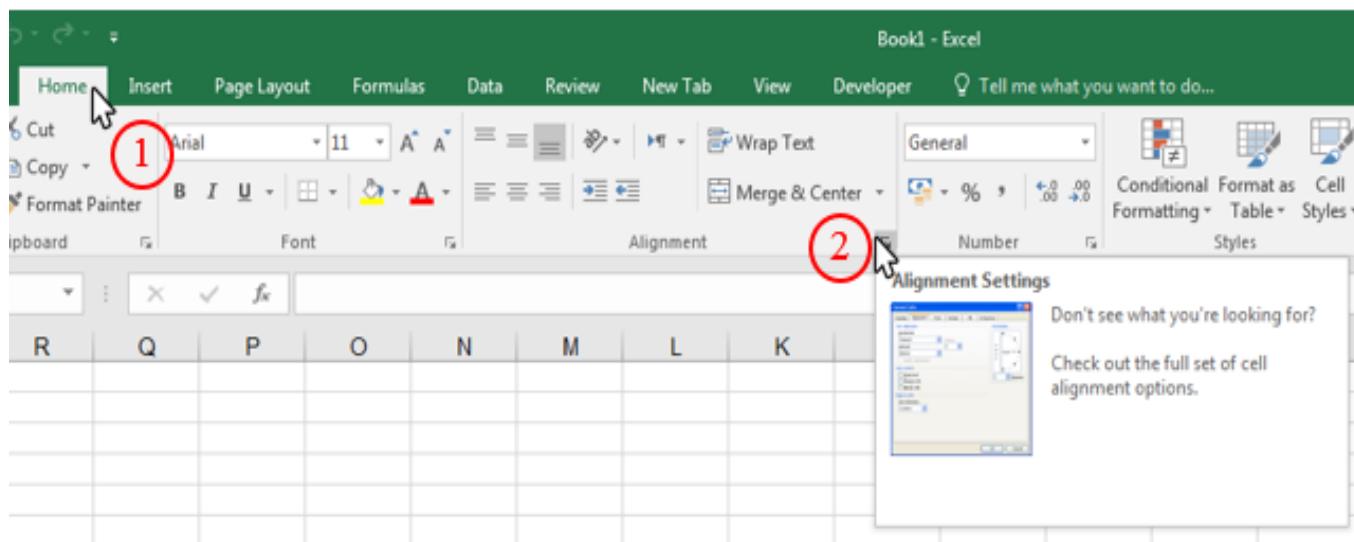 Book1 - Excel
Home Insert Page Layout Formulas Data Review New Tab View Developer Tell me what you want to do...
Cut
Copy
Format Painter
1
Arial 11
B I U
Wrap Text
Merge & Center
General
%
Conditional Formatting
Format as Table
Cell Styles
ipboard Font Alignment Number Styles
2
fx
Alignment Settings
Don't see what you're looking for?
Check out the full set of cell
alignment options.
R Q P O N M L K